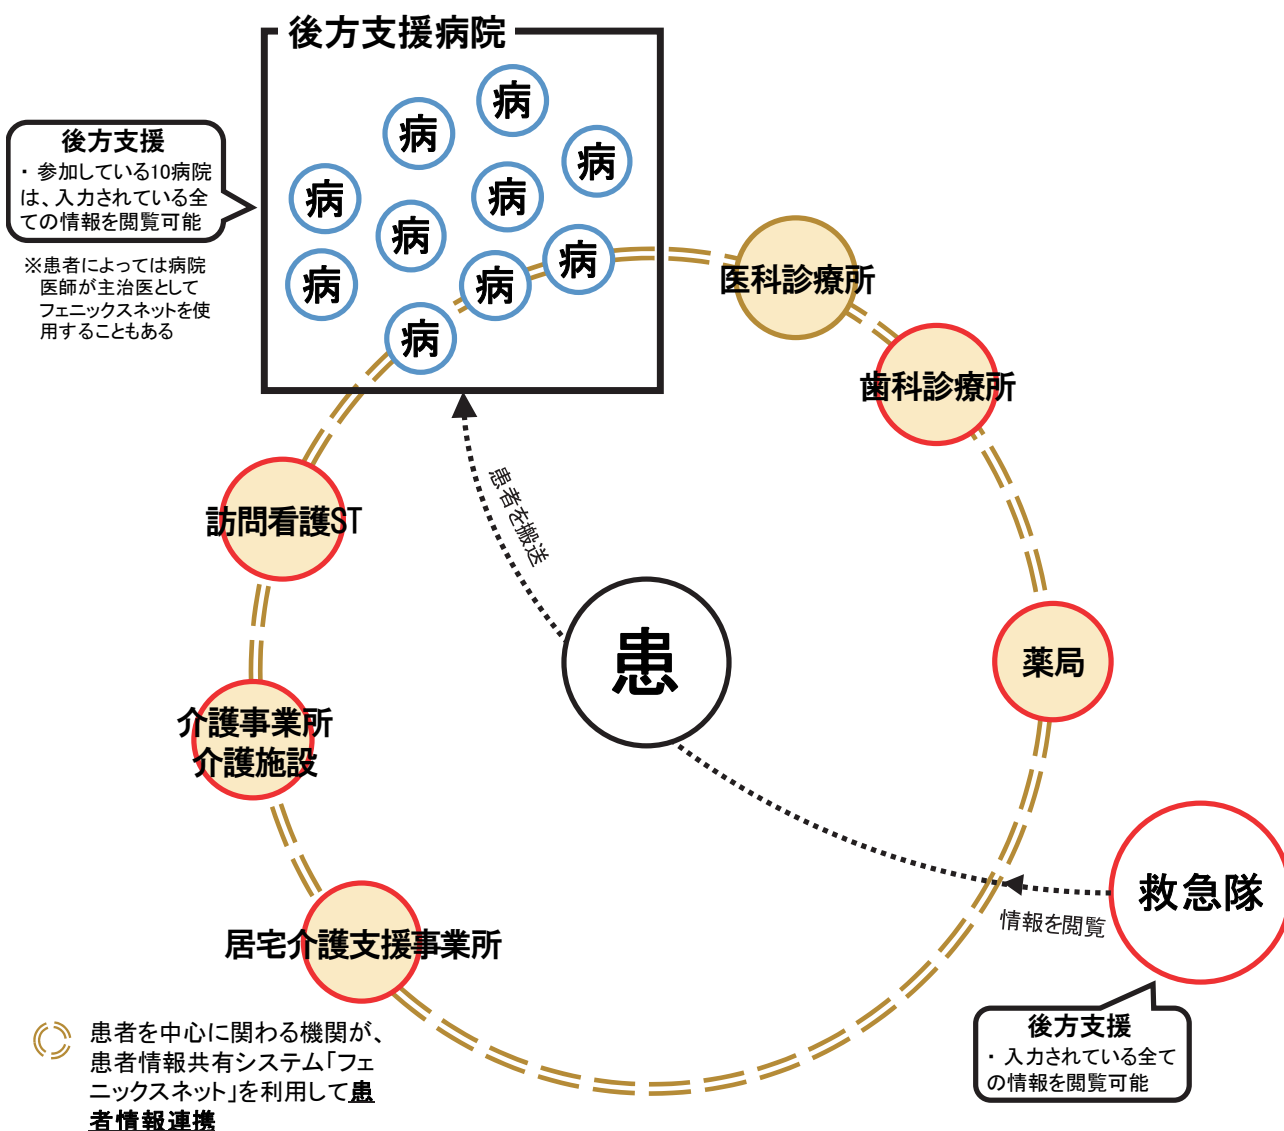 後方支援病院
病
病
病
病
病
病
病
病
病
病
後方支援
・ 参加している10病院
は、入力されている全
ての情報を閲覧可能
※患者によっては病院
医師が主治医として
フェニックスネットを使
用することもある
医科診療所
歯科診療所
訪問看護ST
患者を搬送
患
薬局
介護事業所
介護施設
救急隊
情報を閲覧
居宅介護支援事業所
後方支援
・ 入力されている全て
の情報を閲覧可能
患者を中心に関わる機関が、
患者情報共有システム「フェ
ニックスネット」を利用して患
者情報連携